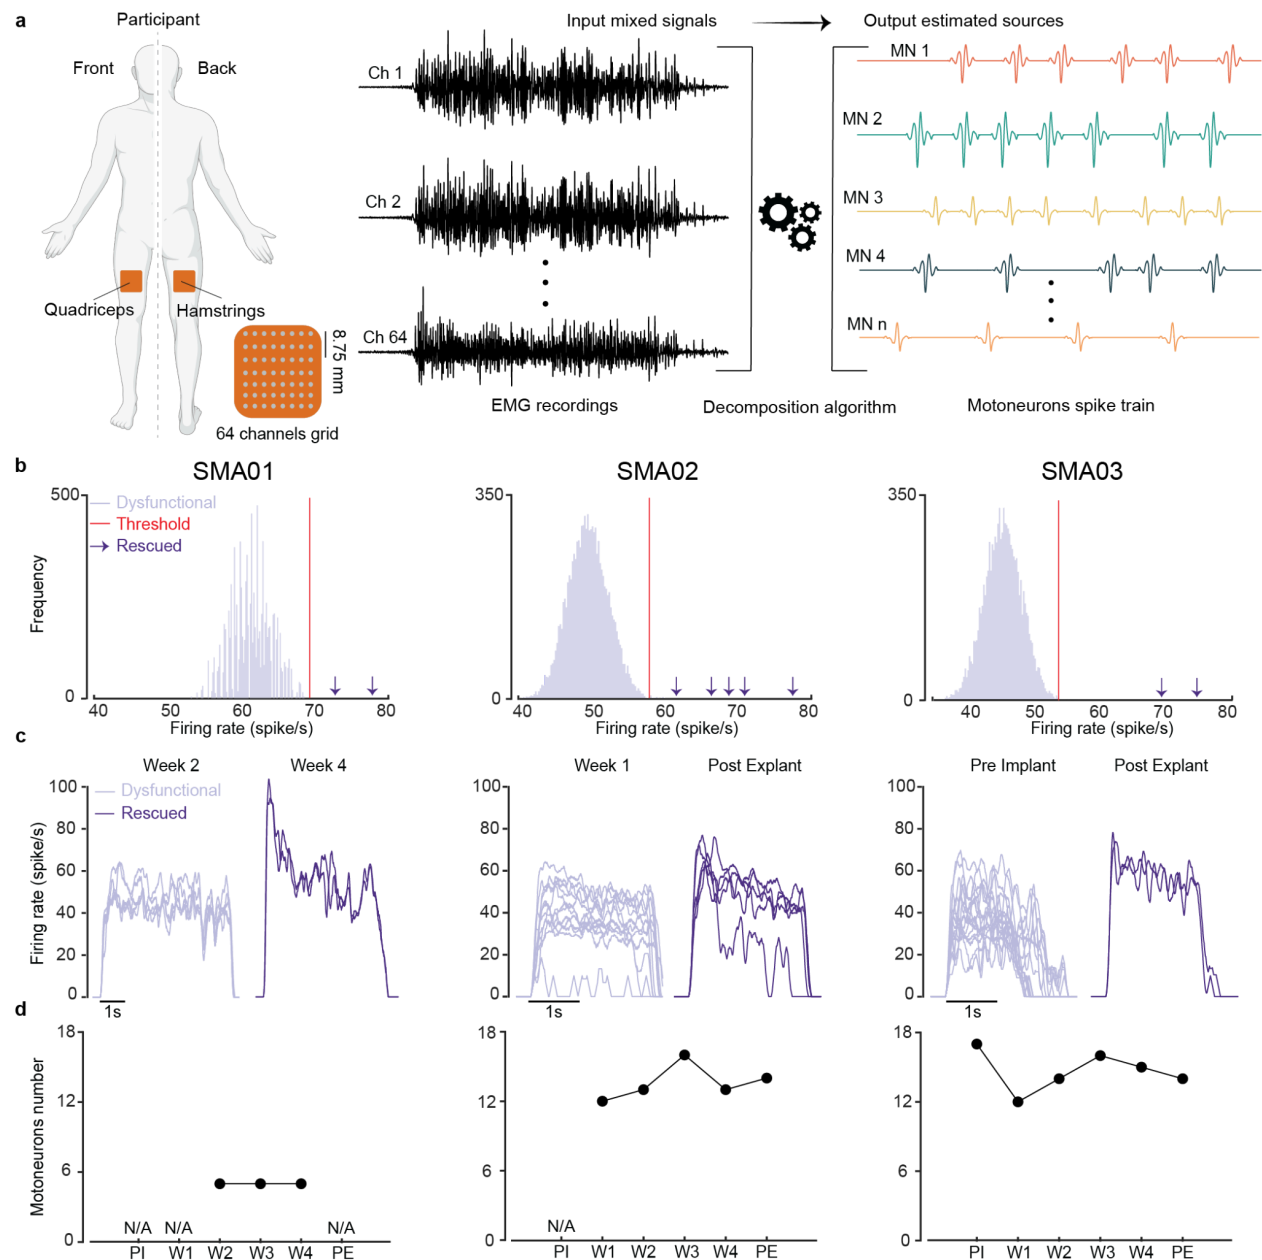 a
Participant
Front
Back
Quadriceps
Hamstrings
8.75 mm
64 channels grid
Input mixed signals
Output estimated sources
Ch 1
Ch 2
Ch 64
EMG recordings
Decomposition algorithm
MN 1
MN 2
MN 3
MN 4
MN n
Motoneurons spike train
b
SMA01
500
Dysfunctional
Threshold
Rescued
Frequency
0
40 50 60 70 80
Firing rate (spike/s)
SMA02
350
0
40 50 60 70 80
Firing rate (spike/s)
SMA03
350
0
40 50 60 70 80
Firing rate (spike/s)
c
Week 2
Week 4
100
Dysfunctional
Rescued
80
60
40
20
0
Firing rate (spike/s)
1s
Week 1
Post Explant
100
80
60
40
20
0
1s
Pre Implant
Post Explant
100
80
60
40
20
0
1s
d
18
12
6
0
Motoneurons number
N/A N/A N/A
PI W1 W2 W3 W4 PE
18
12
6
0
N/A
PI W1 W2 W3 W4 PE
18
12
6
0
PI W1 W2 W3 W4 PE